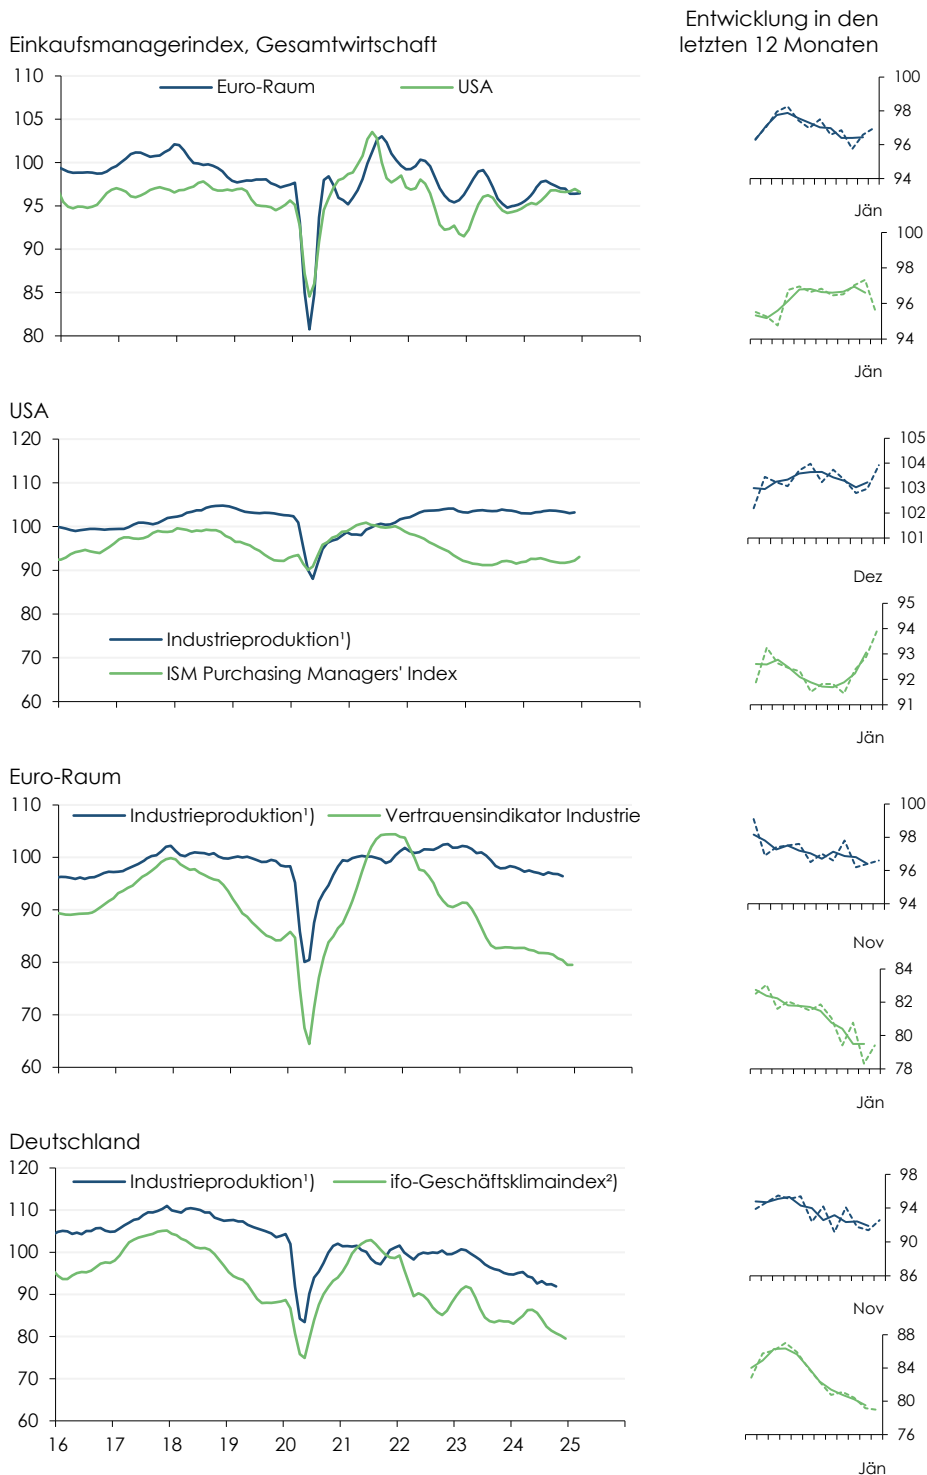 Entwicklung in den
letzten 12 Monaten
Einkaufsmanagerindex, Gesamtwirtschaft
110
105
100
95
90
85
80
Euro-Raum
USA
100
98
96
94
Jän
100
98
96
94
Jän
USA
120
110
100
90
80
70
60
Industrieproduktion¹)
ISM Purchasing Managers' Index
105
104
103
102
101
Dez
95
94
93
92
91
Jän
Euro-Raum
110
100
90
80
70
60
Industrieproduktion¹)
Vertrauensindikator Industrie
100
98
96
94
Nov
84
82
80
78
Jän
Deutschland
120
110
100
90
80
70
60
Industrieproduktion¹)
ifo-Geschäftsklimaindex²)
16 17 18 19 20 21 22 23 24 25
98
94
90
86
Nov
88
84
80
76
Jän